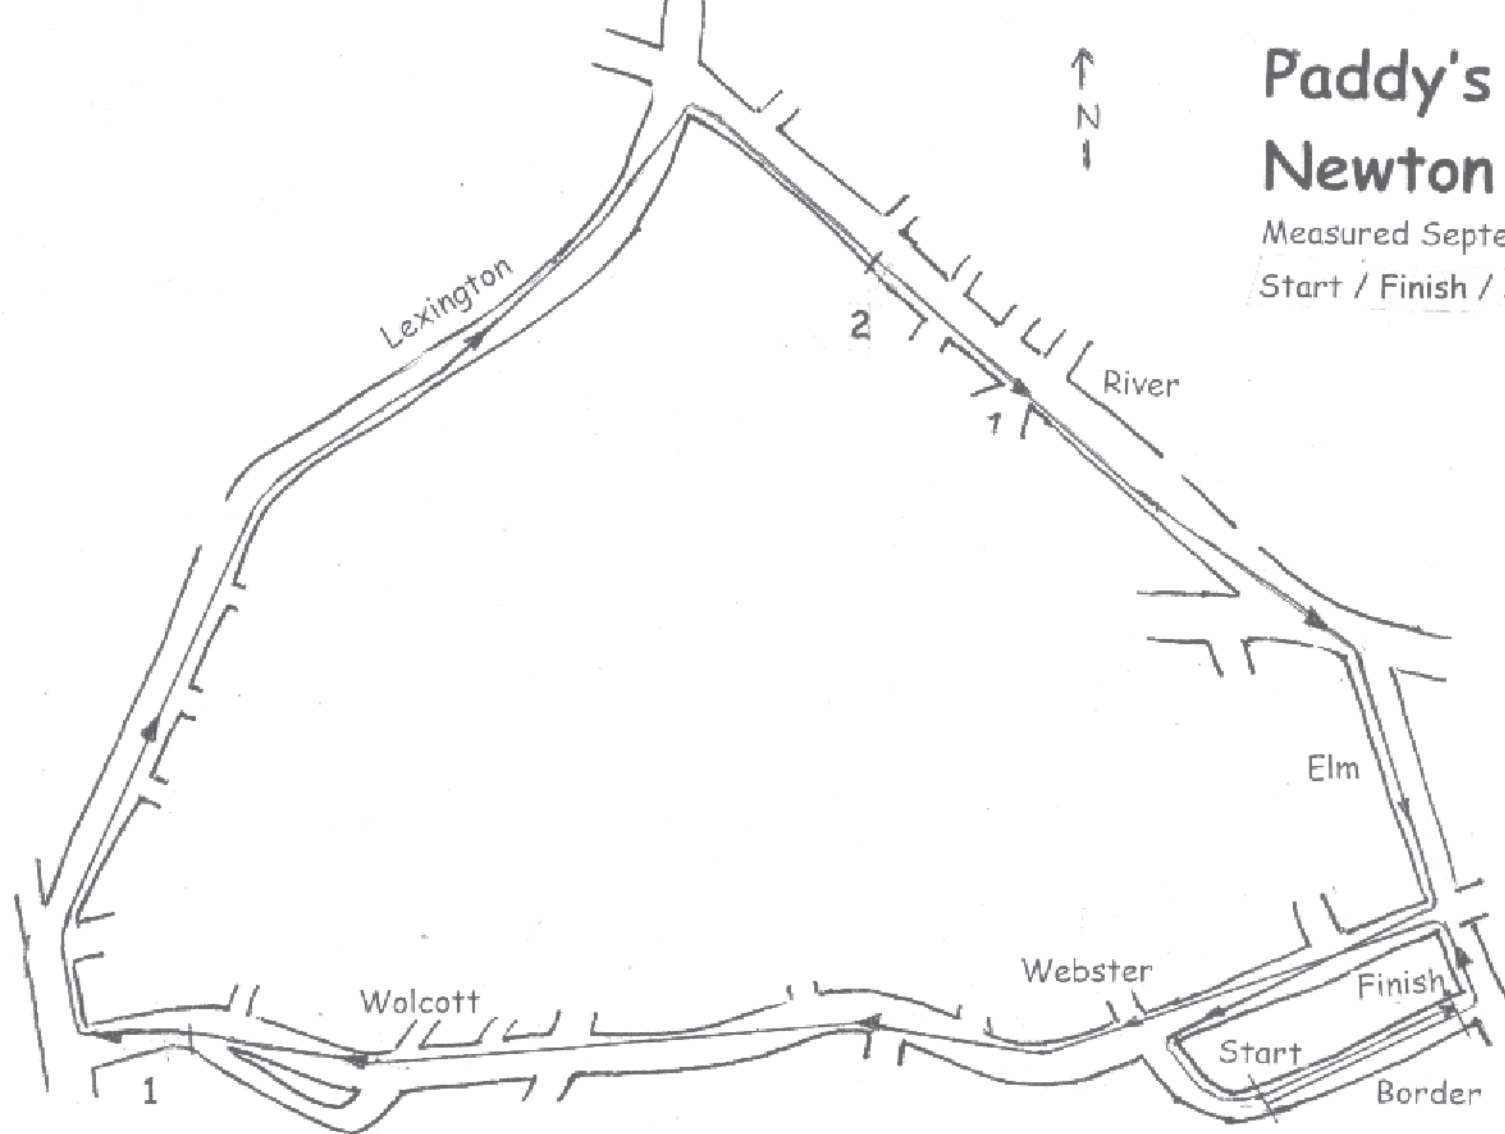 Paddy's
Newton
Measured Septe
Start / Finish /
N
Lexington
2
River
1
Elm
Webster
Wolcott
Finish
Start
1
Border